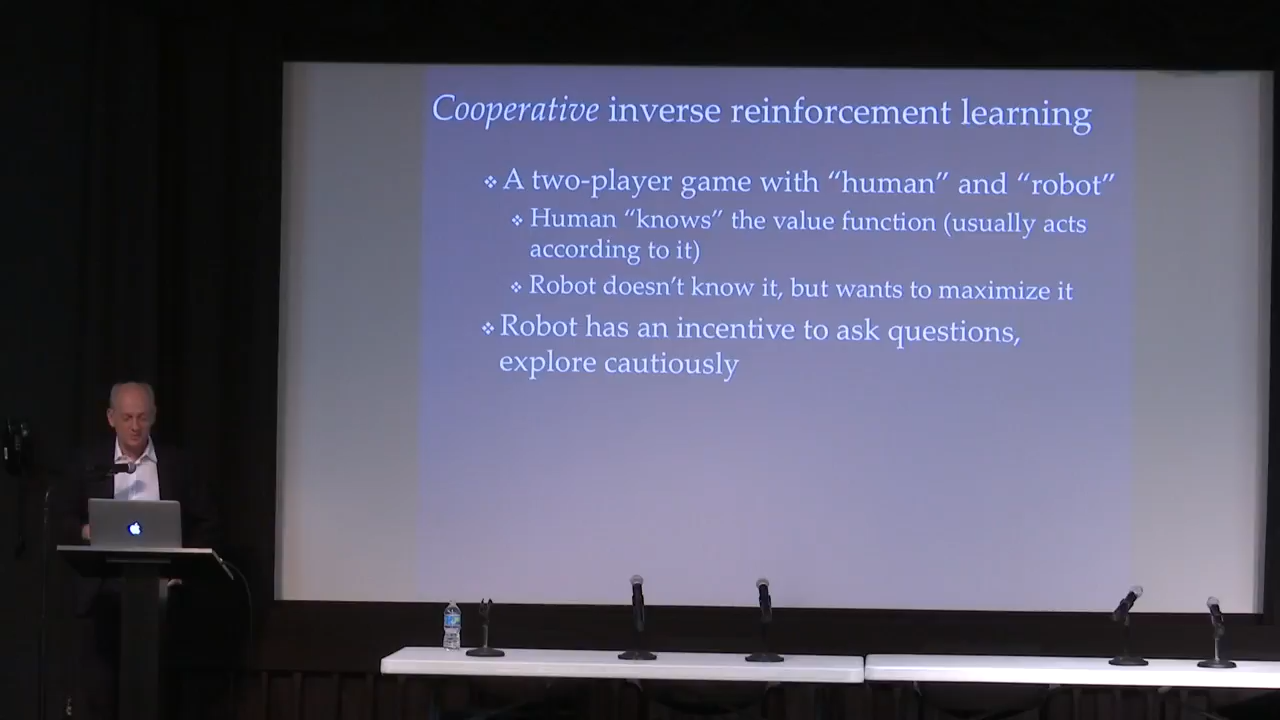 Cooperative inverse reinforcement learning
❖ A two-player game with “human” and “robot”
❖ Human “knows” the value function (usually acts
according to it)
❖ Robot doesn’t know it, but wants to maximize it
❖ Robot has an incentive to ask questions,
explore cautiously